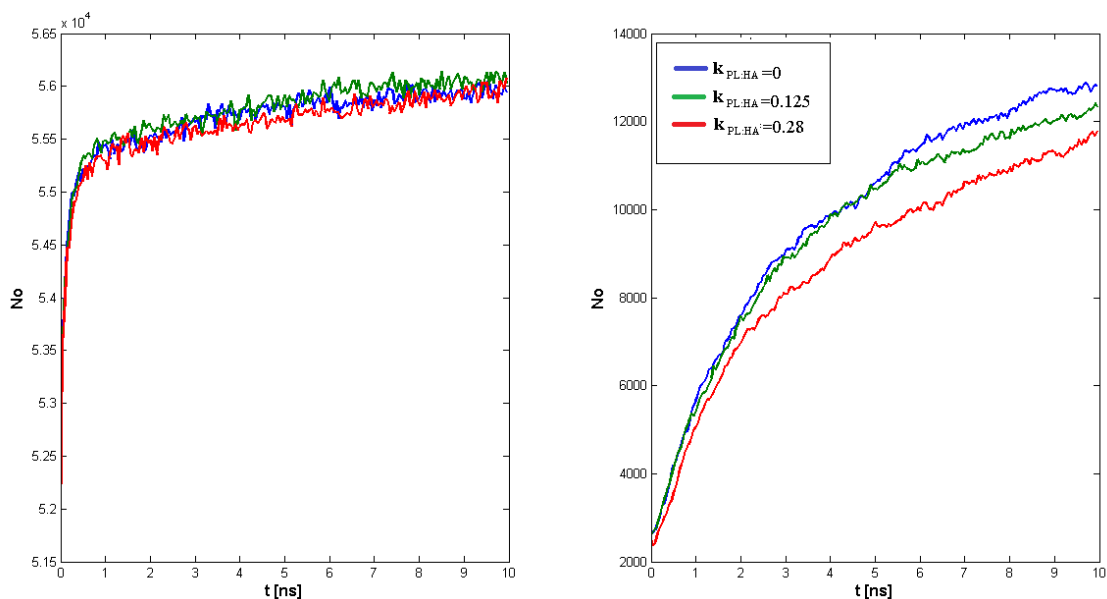 x 10⁴
5.65
5.6
5.55
5.5
5.45
5.4
5.35
5.3
5.25
5.2
5.15
No
0 1 2 3 4 5 6 7 8 9 10
t [ns]
14000
12000
10000
8000
6000
4000
2000
No
k PL:HA =0
k PL:HA =0.125
k PL:HA =0.28
0 1 2 3 4 5 6 7 8 9 10
t [ns]